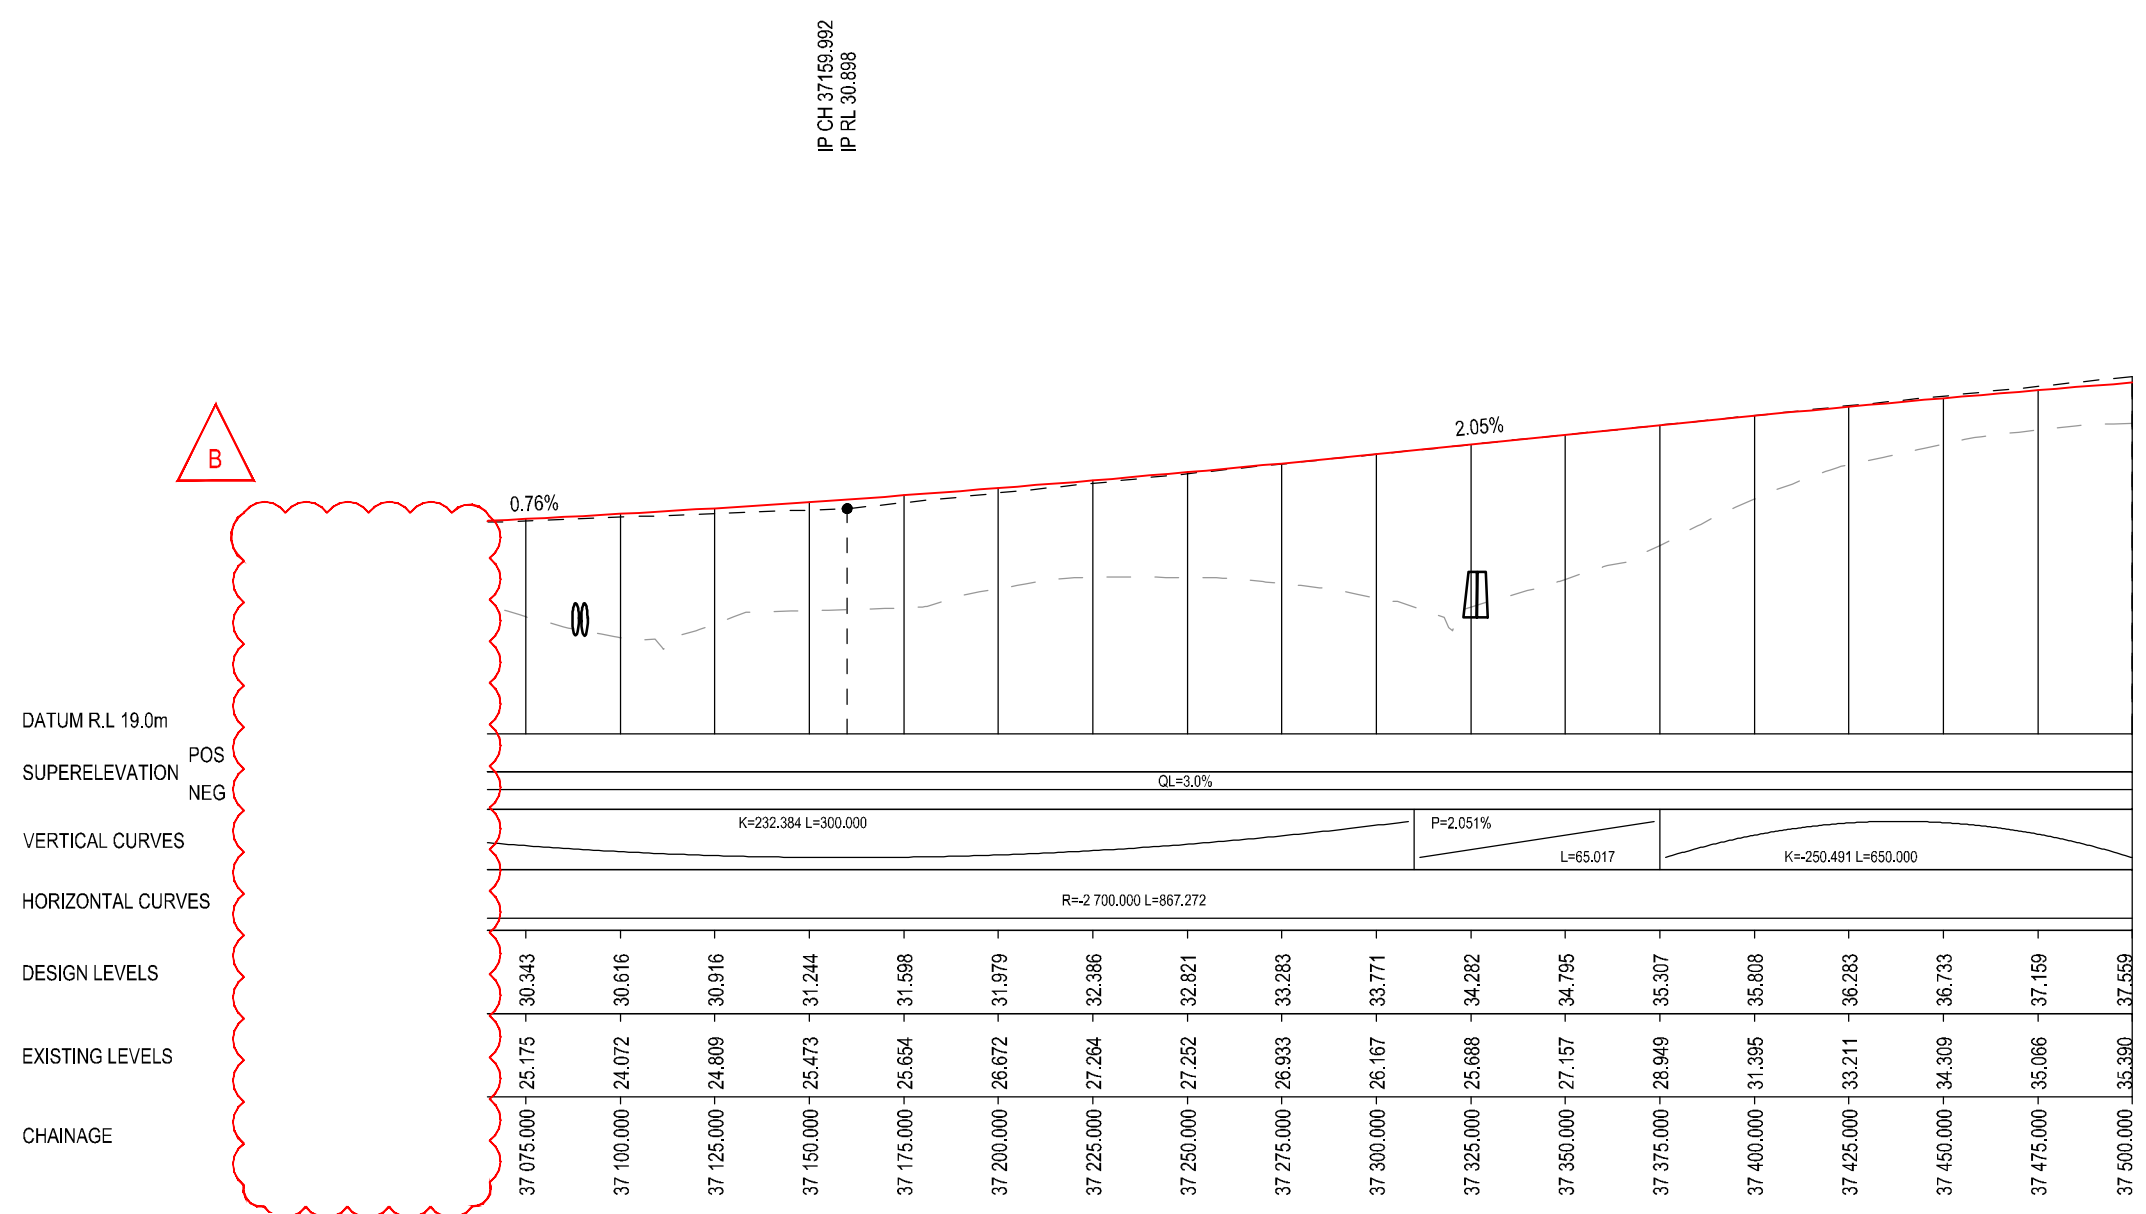 IP CH 37159.992
IP RL 30.898
B
0.76%
2.05%
DATUM R.L 19.0m
POS
SUPERELEVATION
NEG
QL=3.0%
VERTICAL CURVES
K=232.384 L=300.000
P=2.051%
L=65.017
K=-250.491 L=650.000
HORIZONTAL CURVES
R=-2 700.000 L=867.272
DESIGN LEVELS
30.343 30.616 30.916 31.244 31.598 31.979 32.386 32.821 33.283 33.771 34.282 34.795 35.307 35.808 36.283 36.733 37.159 37.559
EXISTING LEVELS
25.175 24.072 24.809 25.473 25.654 26.672 27.264 27.252 26.933 26.167 25.688 27.157 28.949 31.395 33.211 34.309 35.066 35.390
CHAINAGE
37 075.000 37 100.000 37 125.000 37 150.000 37 175.000 37 200.000 37 225.000 37 250.000 37 275.000 37 300.000 37 325.000 37 350.000 37 375.000 37 400.000 37 425.000 37 450.000 37 475.000 37 500.000